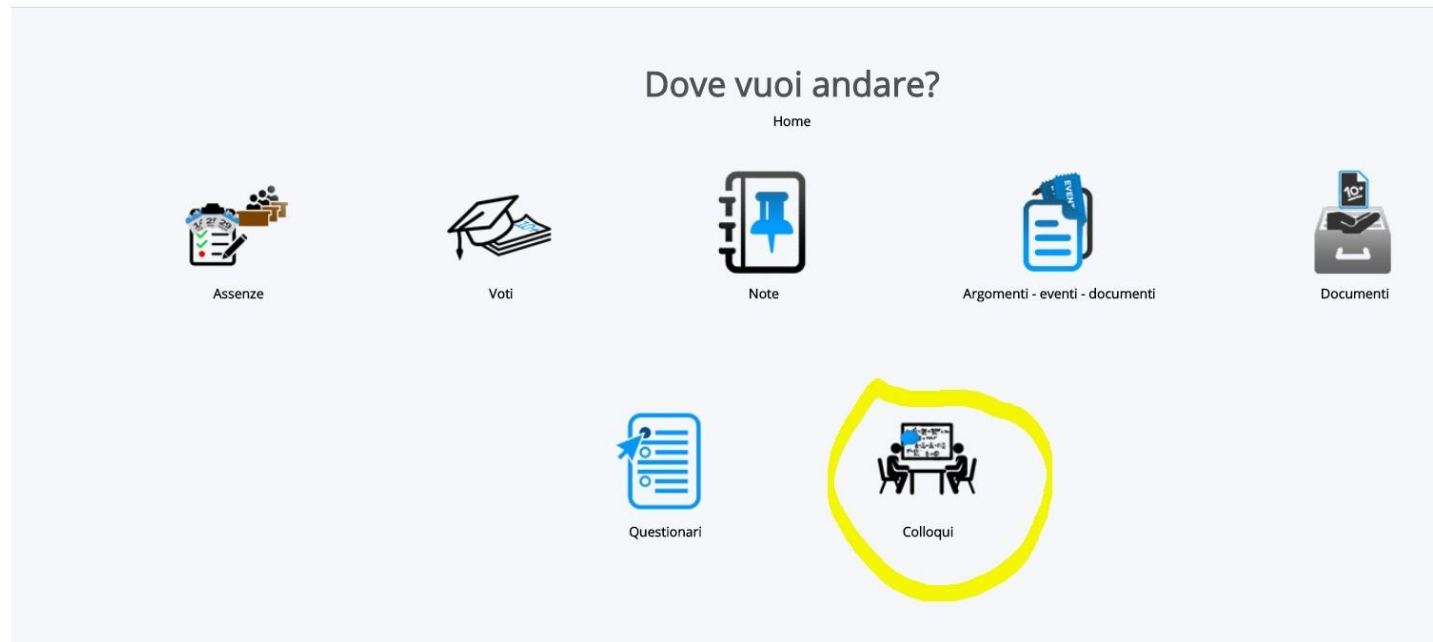 Dove vuoi andare?
Home
Assenze
Voti
Note
Argomenti - eventi - documenti
Documenti
Questionari
Colloqui